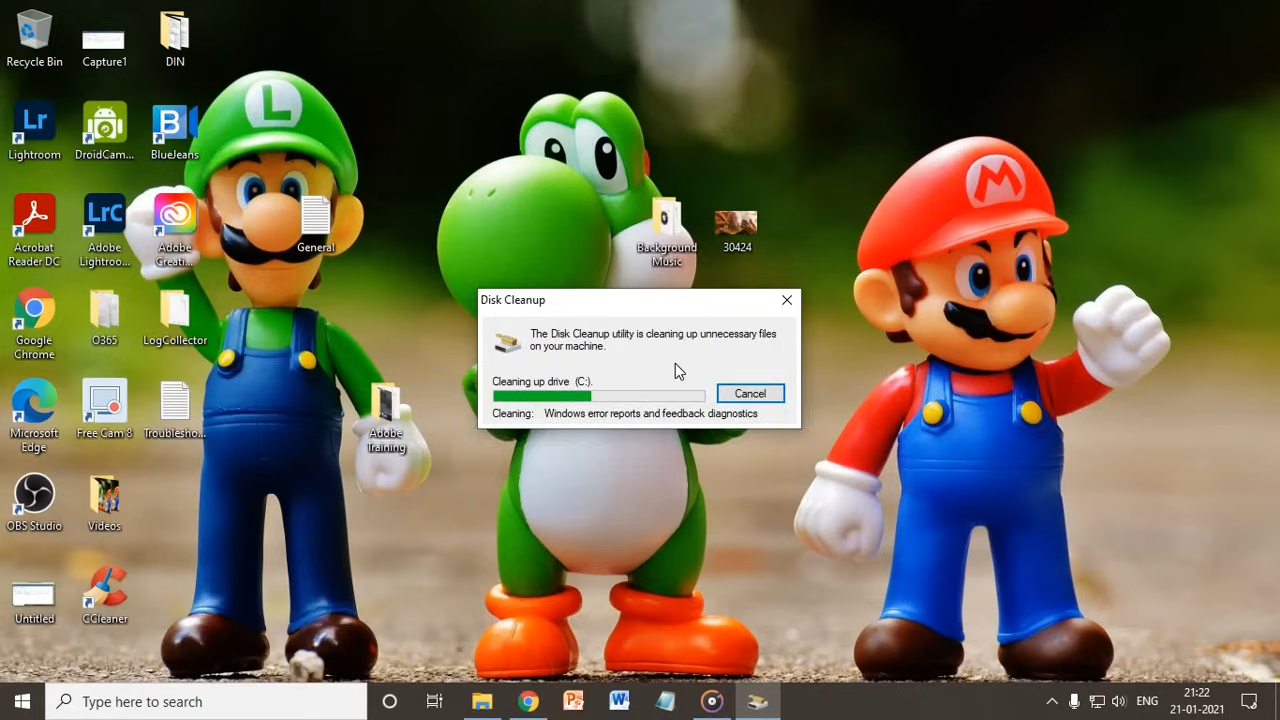 Recycle Bin
Capture1
DIN
Lr
Lightroom
DroidCam...
B
BlueJeans
Acrobat
Reader DC
LrC
Adobe
Lightroo...
Adobe
Creati...
General
Background
Music
30424
Google
Chrome
O365
LogCollector
Microsoft
Edge
Free Cam 8
Troublesho...
Adobe
Training
OBS Studio
Videos
Untitled
CCleaner
L
M
Disk Cleanup
The Disk Cleanup utility is cleaning up unnecessary files
on your machine.
Cleaning up drive (C:).
Cancel
Cleaning: Windows error reports and feedback diagnostics
Type here to search
P
W
ENG
21:22
21-01-2021